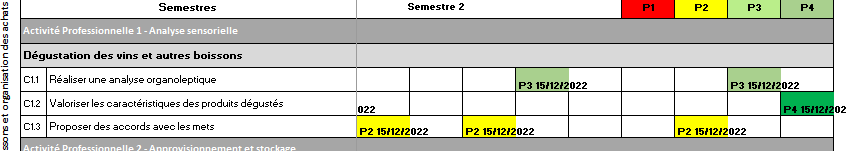 Semestres Semestre 2 P1 P2 P3 P4
Activité Professionnelle 1 - Analyse sensorielle
Dégustation des vins et autres boissons
C1.1 Réaliser une analyse organoleptique P3 15/12/2022 P3 15/12/2022
C1.2 Valoriser les caractéristiques des produits dégustés 022 P4 15/12/202
C1.3 Proposer des accords avec les mets P2 15/12/2022 P2 15/12/2022 P2 15/12/2022
Activité Professionnelle 2 - Approvisionnement et stockage
sons et organisation des achats